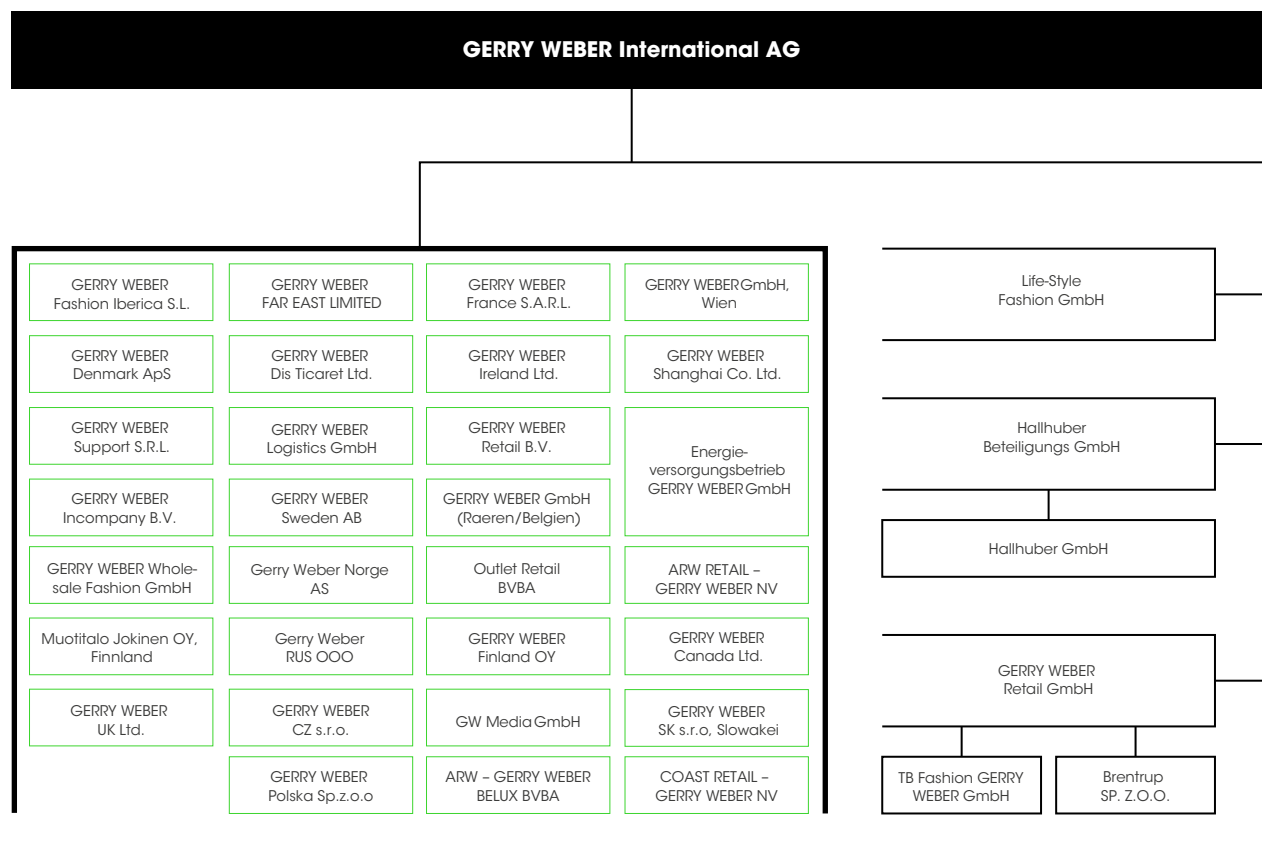 GERRY WEBER International AG
GERRY WEBER
Fashion Iberica S.L.
GERRY WEBER
FAR EAST LIMITED
GERRY WEBER
France S.A.R.L.
GERRY WEBER GmbH,
Wien
GERRY WEBER
Denmark ApS
GERRY WEBER
Dis Ticaret Ltd.
GERRY WEBER
Ireland Ltd.
GERRY WEBER
Shanghai Co. Ltd.
GERRY WEBER
Support S.R.L.
GERRY WEBER
Logistics GmbH
GERRY WEBER
Retail B.V.
Energie-
versorgungsbetrieb
GERRY WEBER GmbH
GERRY WEBER
Incompany B.V.
GERRY WEBER
Sweden AB
GERRY WEBER GmbH
(Raeren/Belgien)
GERRY WEBER Whole-
sale Fashion GmbH
Gerry Weber Norge
AS
Outlet Retail
BVBA
ARW RETAIL –
GERRY WEBER NV
Muotitalo Jokinen OY,
Finnland
Gerry Weber
RUS OOO
GERRY WEBER
Finland OY
GERRY WEBER
Canada Ltd.
GERRY WEBER
UK Ltd.
GERRY WEBER
CZ s.r.o.
GW Media GmbH
GERRY WEBER
SK s.r.o, Slowakei
GERRY WEBER
Polska Sp.z.o.o
ARW – GERRY WEBER
BELUX BVBA
COAST RETAIL –
GERRY WEBER NV
Life-Style
Fashion GmbH
Hallhuber
Beteiligungs GmbH
Hallhuber GmbH
GERRY WEBER
Retail GmbH
TB Fashion GERRY
WEBER GmbH
Brentrup
SP. Z.O.O.